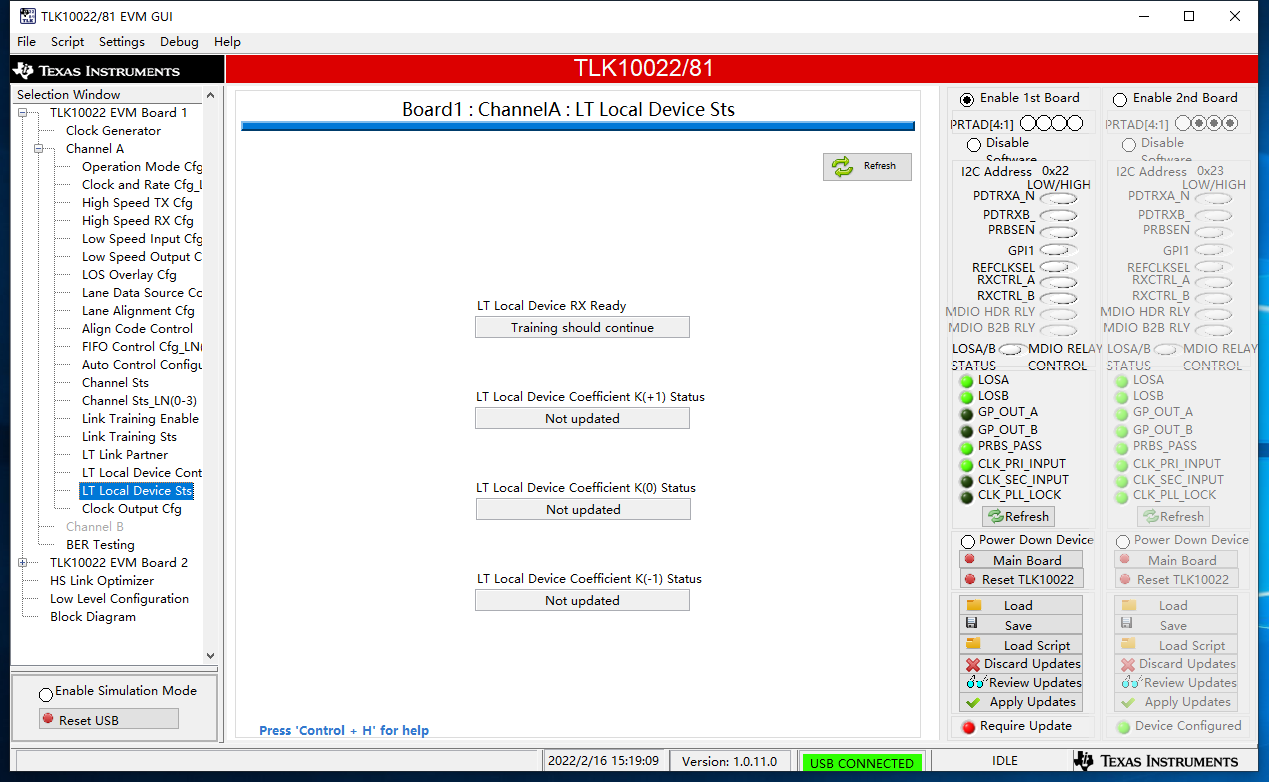 TLK10022/81 EVM GUI
File Script Settings Debug Help
TEXAS INSTRUMENTS
TLK10022/81
Selection Window
TLK10022 EVM Board 1
Clock Generator
Channel A
Operation Mode Cfg
Clock and Rate Cfg_L
High Speed TX Cfg
High Speed RX Cfg
Low Speed Input Cfg
Low Speed Output C
LOS Overlay Cfg
Lane Data Source Co
Lane Alignment Cfg
Align Code Control
FIFO Control Cfg_LN(
Auto Control Configu
Channel Sts
Channel Sts_LN(0-3)
Link Training Enable
Link Training Sts
LT Link Partner
LT Local Device Cont
LT Local Device Sts
Clock Output Cfg
Channel B
BER Testing
TLK10022 EVM Board 2
HS Link Optimizer
Low Level Configuration
Block Diagram
Enable Simulation Mode
Reset USB
Board1 : ChannelA : LT Local Device Sts
Refresh
LT Local Device RX Ready
Training should continue
LT Local Device Coefficient K(+1) Status
Not updated
LT Local Device Coefficient K(0) Status
Not updated
LT Local Device Coefficient K(-1) Status
Not updated
Press 'Control + H' for help
Enable 1st Board
PRTAD[4:1]
Disable
Software
I2C Address 0x22
LOW/HIGH
PDTRXA_N
PDTRXB_
PRBSEN
GPI1
REFCLKSEL
RXCTRL_A
RXCTRL_B
MDIO HDR RLY
MDIO B2B RLY
LOSA/B MDIO RELAY
STATUS CONTROL
LOSA
LOSB
GP_OUT_A
GP_OUT_B
PRBS_PASS
CLK_PRI_INPUT
CLK_SEC_INPUT
CLK_PLL_LOCK
Refresh
Power Down Device
Main Board
Reset TLK10022
Load
Save
Load Script
Discard Updates
Review Updates
Apply Updates
Require Update
Enable 2nd Board
PRTAD[4:1]
Disable
Software
I2C Address 0x23
LOW/HIGH
PDTRXA_N
PDTRXB_
PRBSEN
GPI1
REFCLKSEL
RXCTRL_A
RXCTRL_B
MDIO HDR RLY
MDIO B2B RLY
LOSA/B MDIO RELAY
STATUS CONTROL
LOSA
LOSB
GP_OUT_A
GP_OUT_B
PRBS_PASS
CLK_PRI_INPUT
CLK_SEC_INPUT
CLK_PLL_LOCK
Refresh
Power Down Device
Main Board
Reset TLK10022
Load
Save
Load Script
Discard Updates
Review Updates
Apply Updates
Device Configured
2022/2/16 15:19:09 Version: 1.0.11.0 USB CONNECTED IDLE TEXAS INSTRUMENTS